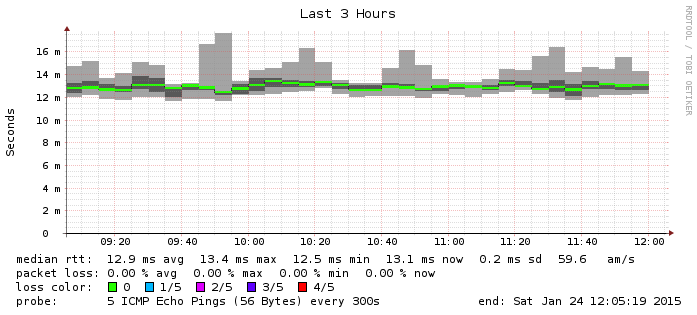 Last 3 Hours
RRDTOOL / TOBI OETIKER
Seconds
16 m
14 m
12 m
10 m
8 m
6 m
4 m
2 m
0
09:20 09:40 10:00 10:20 10:40 11:00 11:20 11:40 12:00
median rtt: 12.9 ms avg 13.4 ms max 12.5 ms min 13.1 ms now 0.2 ms sd 59.6 am/s
packet loss: 0.00 % avg 0.00 % max 0.00 % min 0.00 % now
loss color: 0 1/5 2/5 3/5 4/5
probe: 5 ICMP Echo Pings (56 Bytes) every 300s end: Sat Jan 24 12:05:19 2015